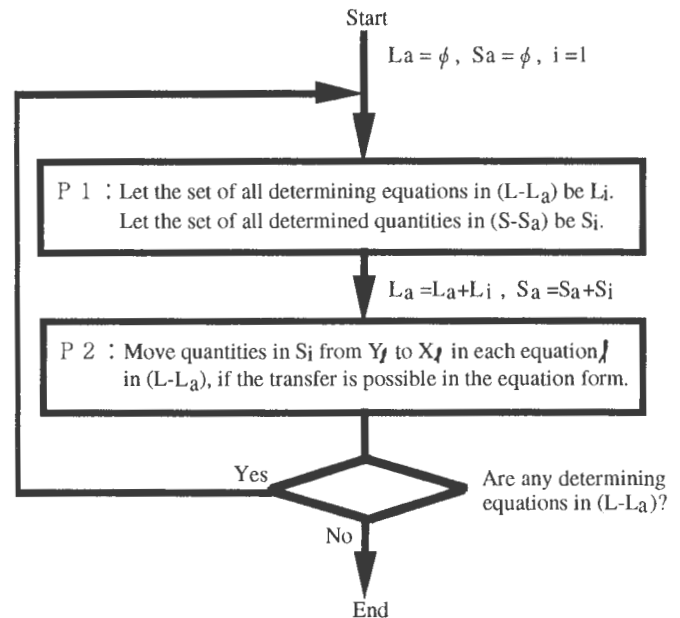 Start
La = ϕ, Sa = ϕ, i =1
P 1 : Let the set of all determining equations in (L-La) be Li.
Let the set of all determined quantities in (S-Sa) be Si.
La =La+Li , Sa =Sa+Si
P 2 : Move quantities in Si from Yl to Xl in each equation l
in (L-La), if the transfer is possible in the equation form.
Yes
Are any determining
equations in (L-La)?
No
End